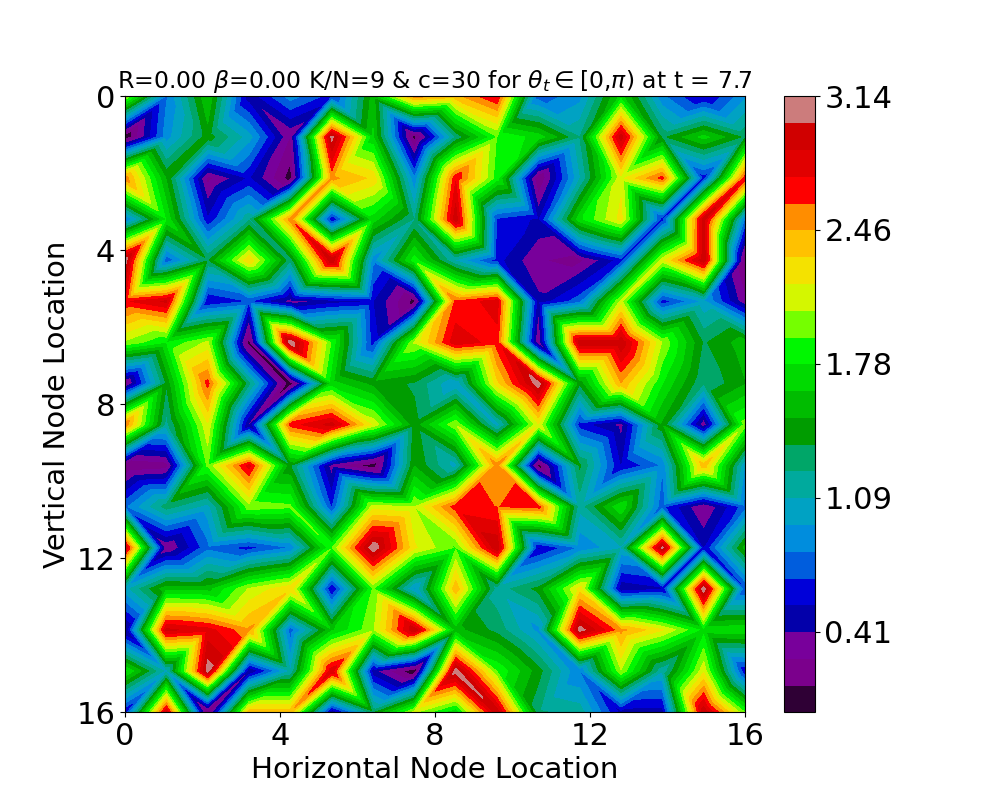 R=0.00 β=0.00 K/N=9 & c=30 for θₜ∈[0,π) at t = 7.7
0
4
8
12
16
Vertical Node Location
0 4 8 12 16
Horizontal Node Location
3.14
2.46
1.78
1.09
0.41